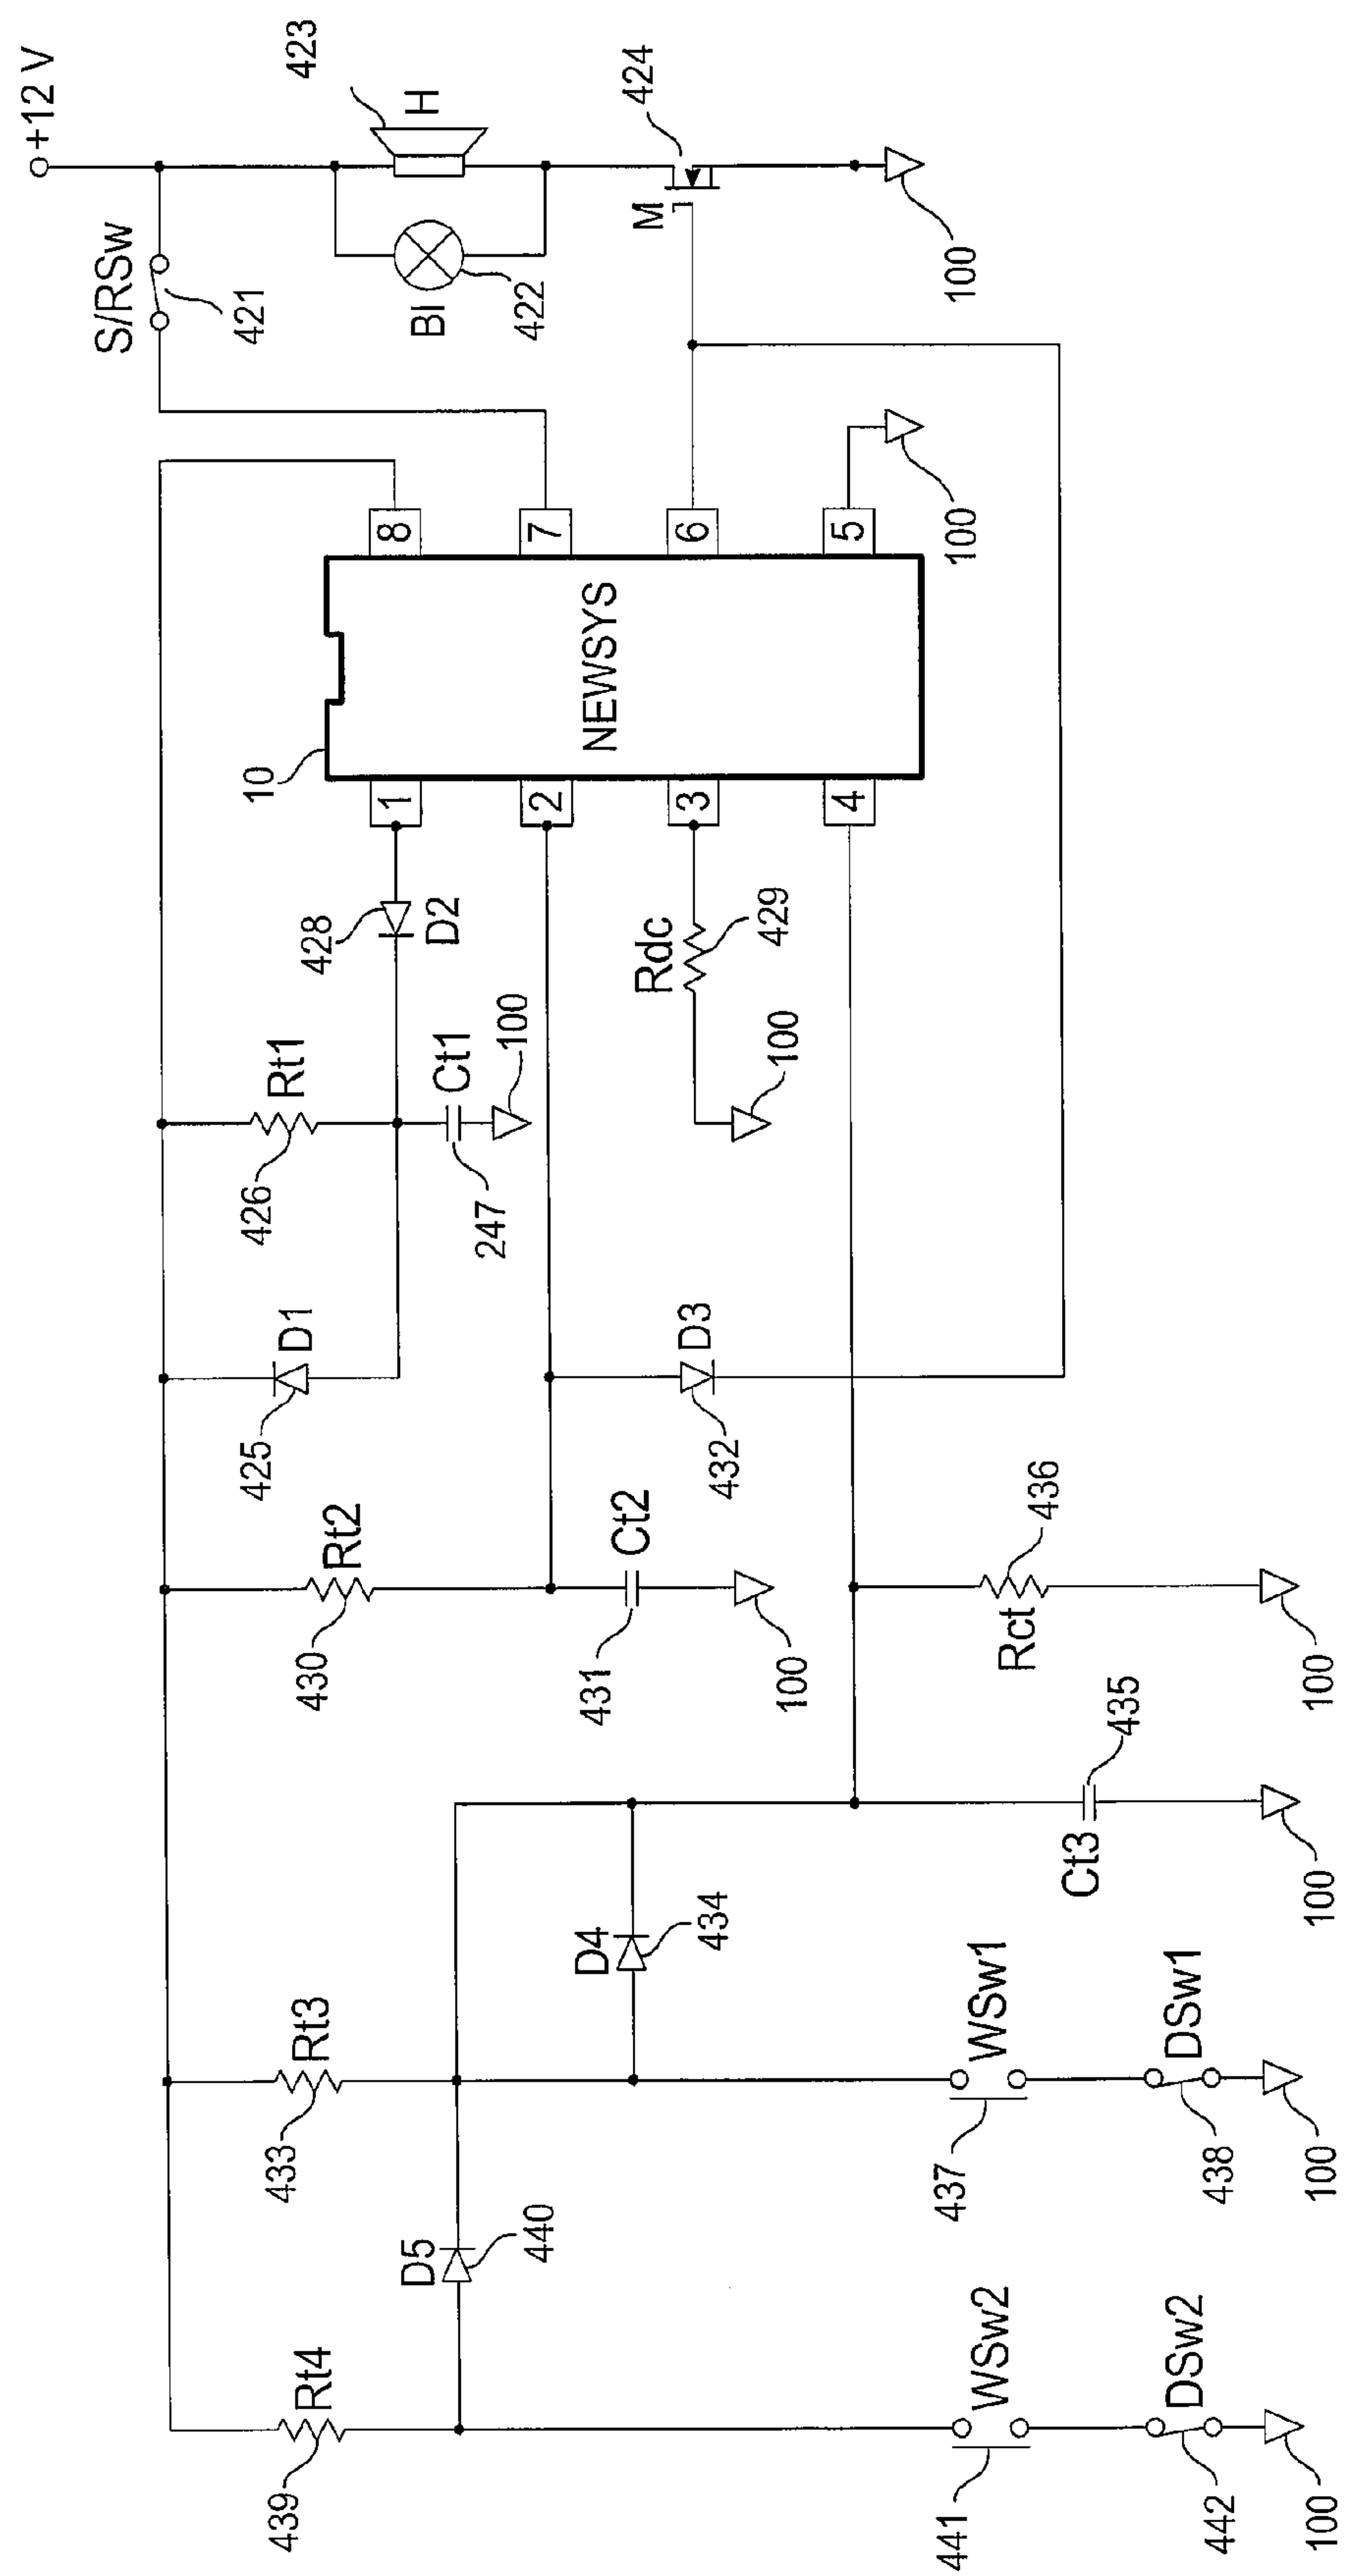 +12 V
S/RSw
421
H
423
BI
422
M
424
100
8
7
6
5
100
NEWSYS
10
1
2
3
4
428
D2
Rdc
429
100
Rt1
426
Ct1
247
100
D1
425
D3
432
Rt2
430
Ct2
431
100
Rct
436
100
Ct3
435
100
D4
434
Rt3
433
WSw1
437
DSw1
438
100
D5
440
Rt4
439
WSw2
441
DSw2
442
100